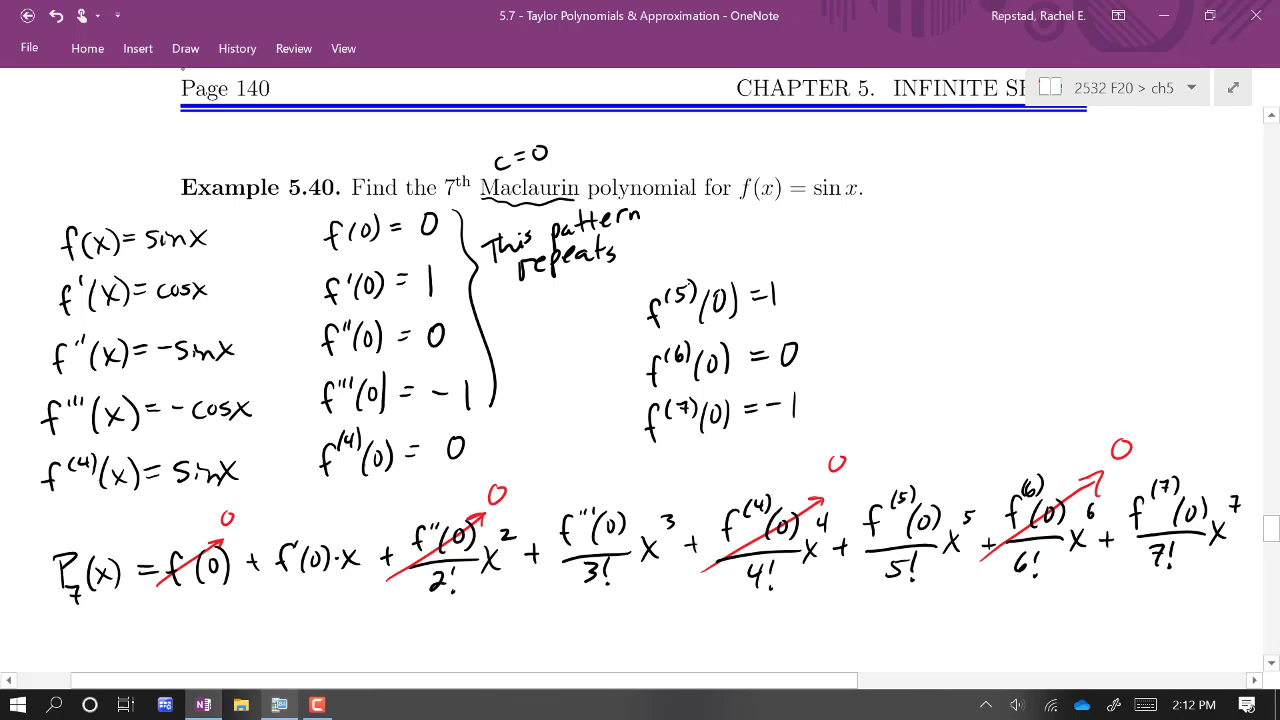 5.7 - Taylor Polynomials & Approximation - OneNote
Repstad, Rachel E.
File Home Insert Draw History Review View
Page 140 CHAPTER 5. INFINITE SE
2532 F20 > ch5
c=0
Example 5.40. Find the 7th Maclaurin polynomial for f(x) = sin x.
f(x)=sinx
f'(x)=cosx
f''(x)=-sinx
f'''(x)=-cosx
f^(4)(x)=sinx
f(0)=0
f'(0)=1
f''(0)=0
f'''(0)=-1
f^(4)(0)=0
This pattern
repeats
f^(5)(0)=1
f^(6)(0)=0
f^(7)(0)=-1
0 0 0 0
P_7(x) = f(0) + f'(0)·x + f''(0)/2! x^2 + f'''(0)/3! x^3 + f^(4)(0)/4! x^4 + f^(5)(0)/5! x^5 + f^(6)(0)/6! x^6 + f^(7)(0)/7! x^7
2:12 PM